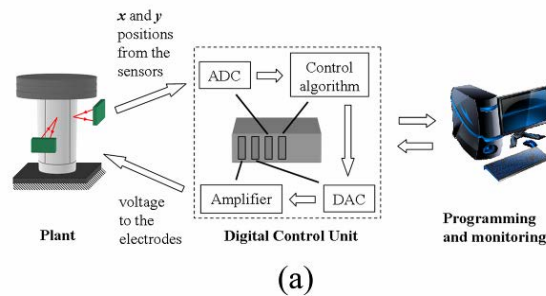 x and y
positions
from the
sensors
ADC
Control
algorithm
Amplifier
DAC
voltage
to the
electrodes
Plant
Digital Control Unit
Programming
and monitoring
(a)